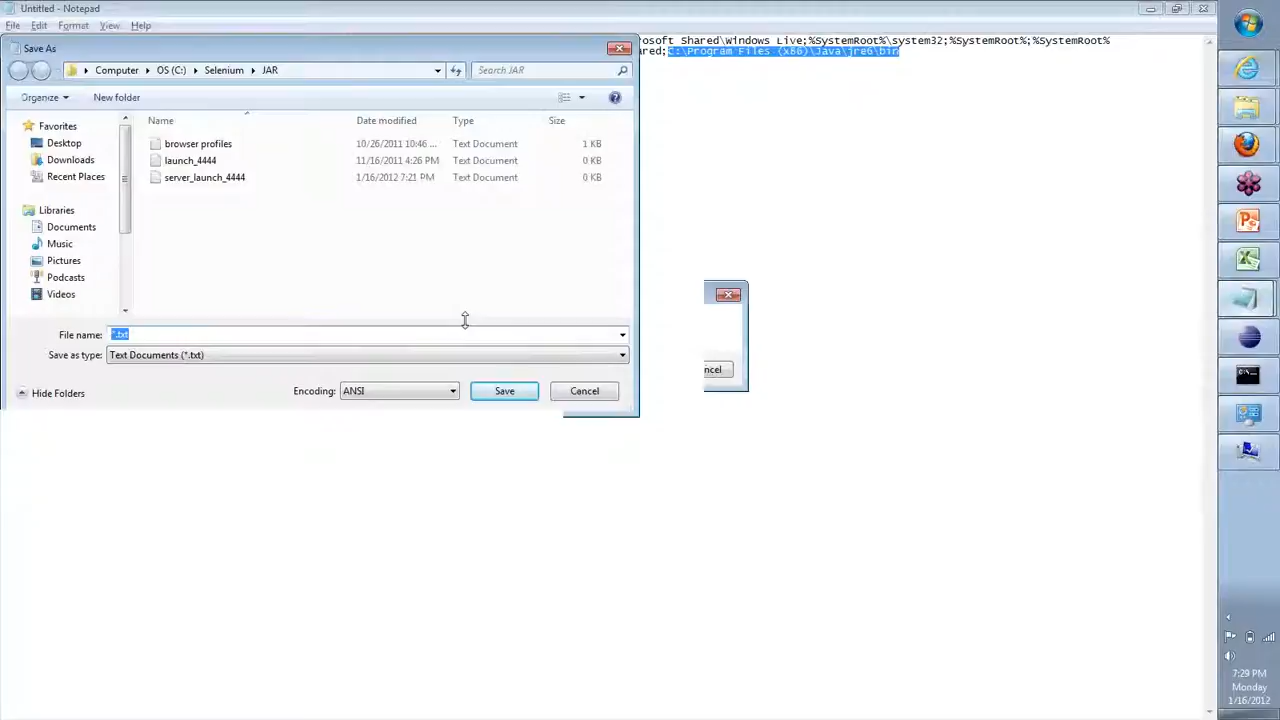 Untitled - Notepad
File Edit Format View Help
osoft Shared\Windows Live;%SystemRoot%\system32;%SystemRoot%;%SystemRoot%
ared;C:\Program Files (x86)\Java\jre6\bin
Save As
Computer OS (C:) Selenium JAR
Search JAR
Organize New folder
Name Date modified Type Size
browser profiles 10/26/2011 10:46 ... Text Document 1 KB
launch_4444 11/16/2011 4:26 PM Text Document 0 KB
server_launch_4444 1/16/2012 7:21 PM Text Document 0 KB
Favorites
Desktop
Downloads
Recent Places
Libraries
Documents
Music
Pictures
Podcasts
Videos
File name: *.txt
Save as type: Text Documents (*.txt)
Hide Folders
Encoding: ANSI
Save
Cancel
ncel
7:29 PM
Monday
1/16/2012